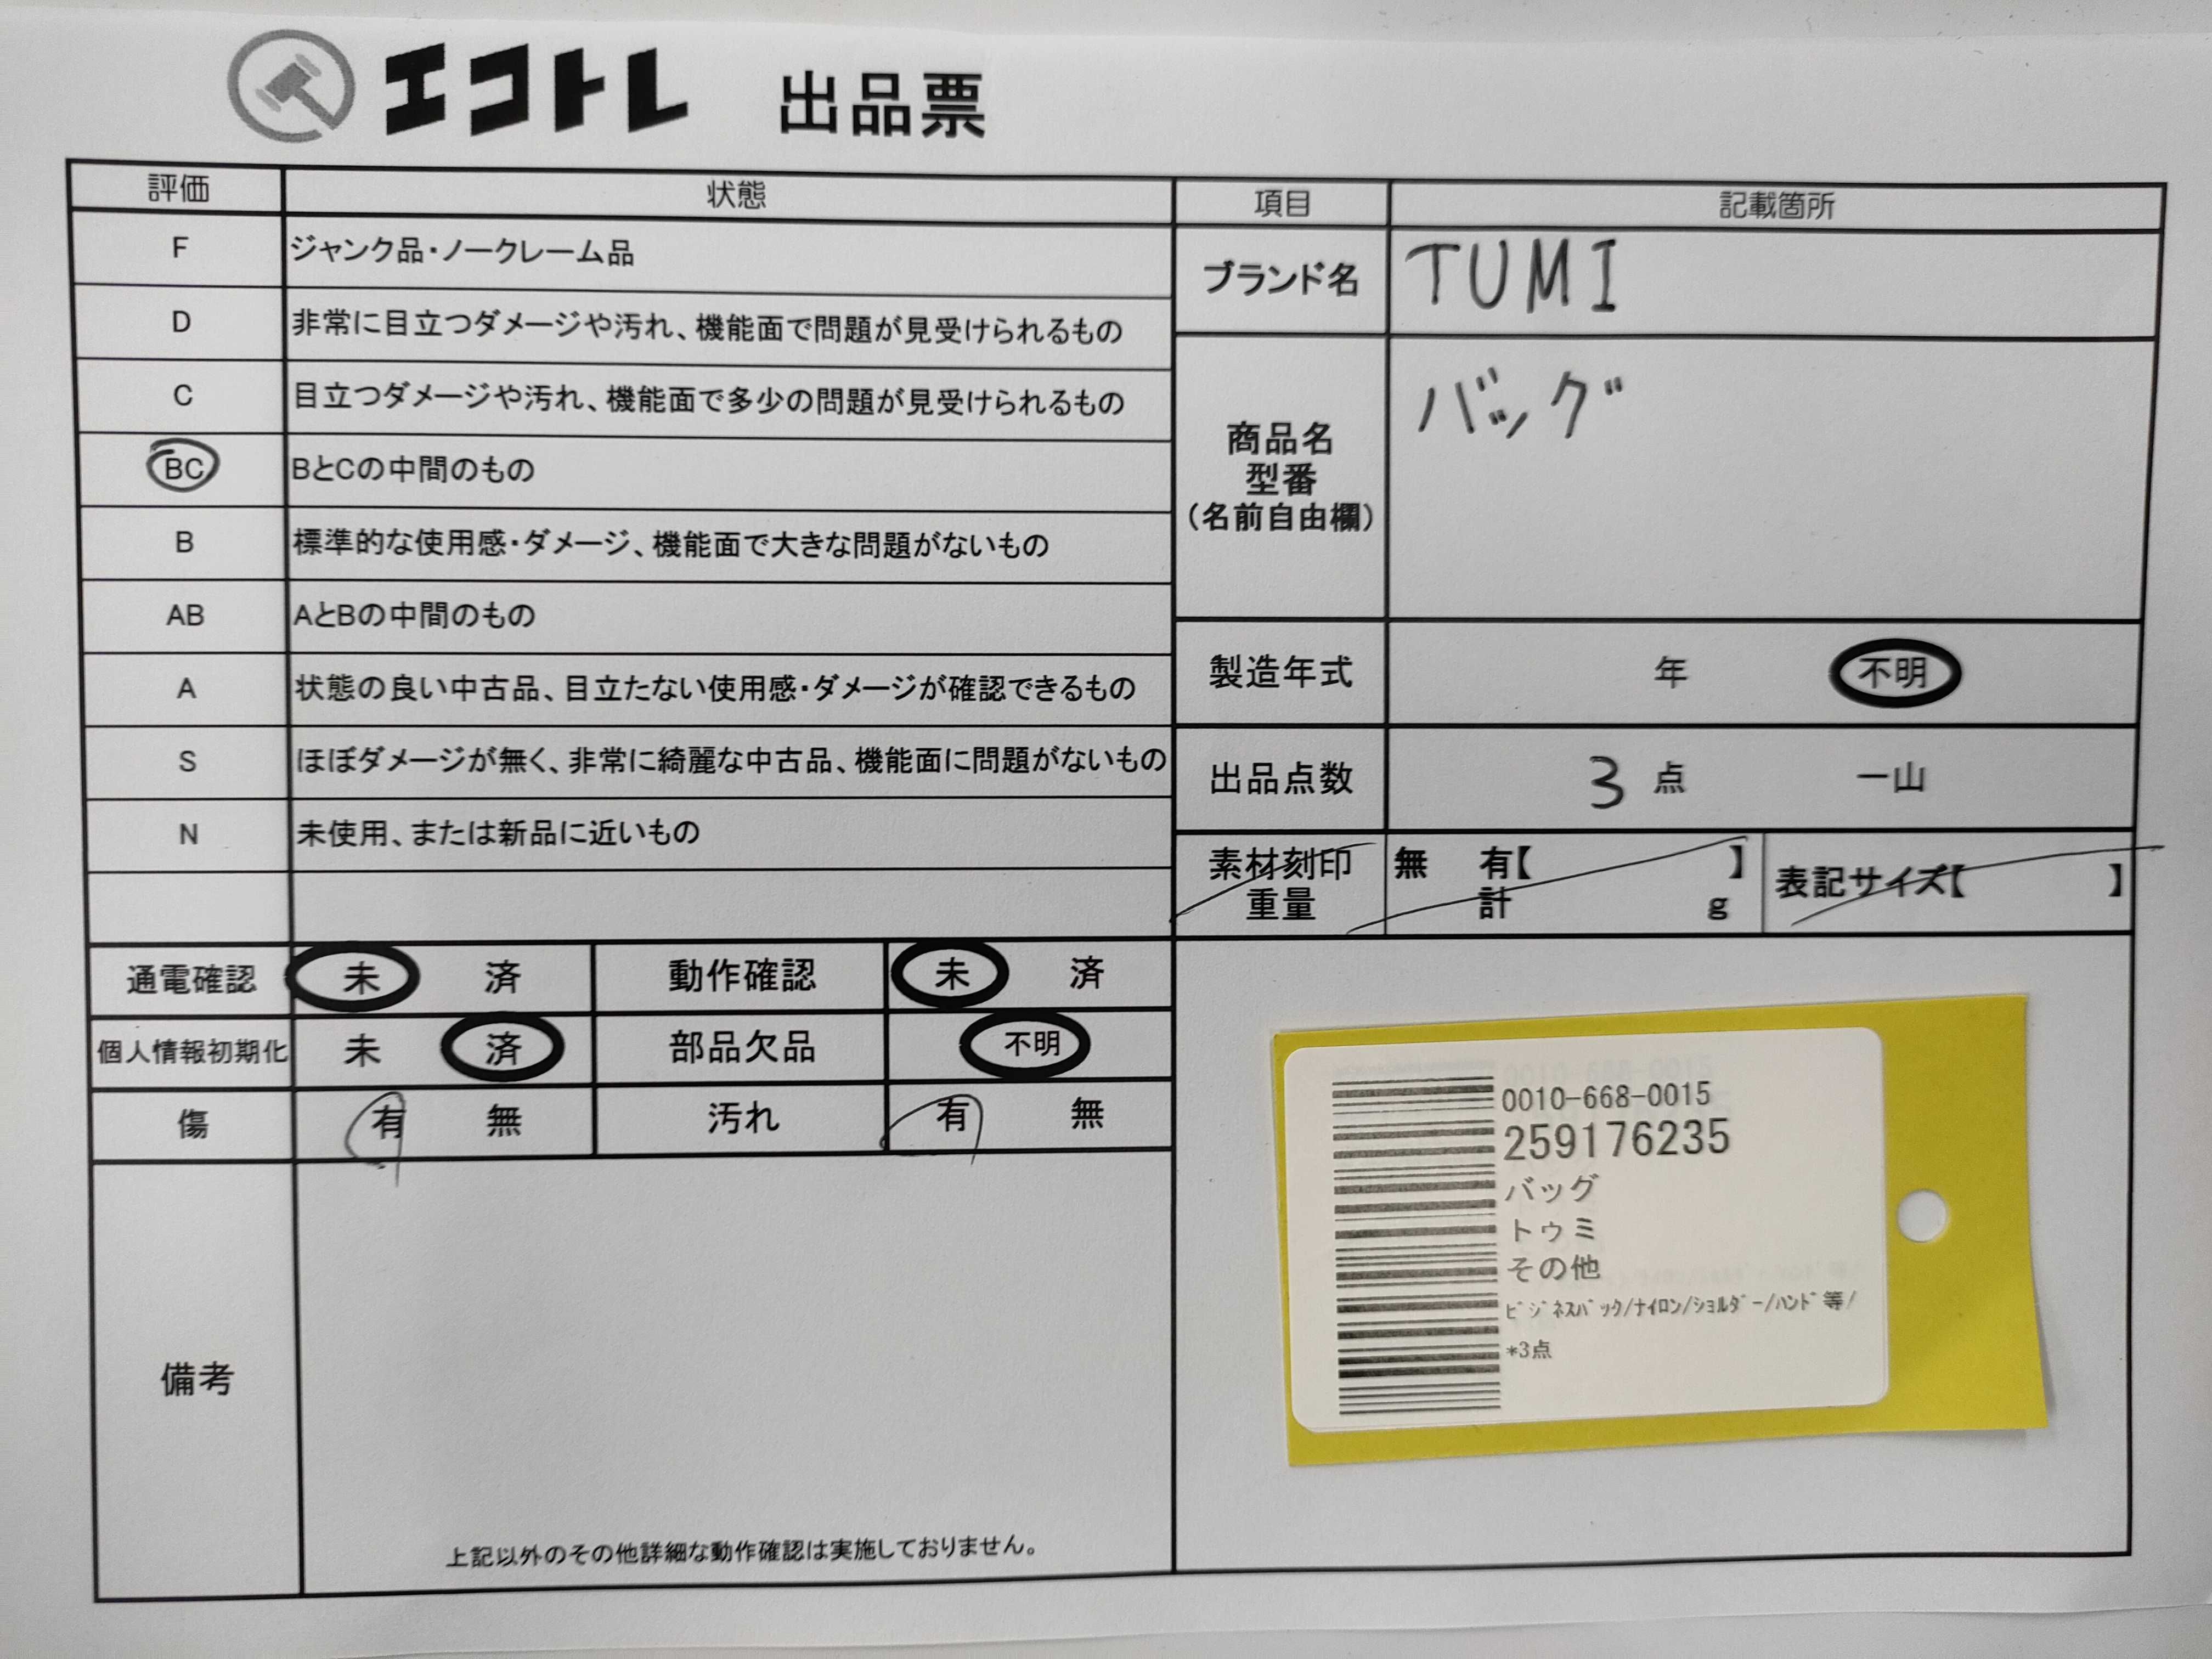 エコトレ 出品票
評価 状態
F ジャンク品・ノークレーム品
D 非常に目立つダメージや汚れ、機能面で問題が見受けられるもの
C 目立つダメージや汚れ、機能面で多少の問題が見受けられるもの
BC BとCの中間のもの
B 標準的な使用感・ダメージ、機能面で大きな問題がないもの
AB AとBの中間のもの
A 状態の良い中古品、目立たない使用感・ダメージが確認できるもの
S ほぼダメージが無く、非常に綺麗な中古品、機能面に問題がないもの
N 未使用、または新品に近いもの
通電確認 未 済 動作確認 未 済
個人情報初期化 未 済 部品欠品 不明
傷 有 無 汚れ 有 無
備考
上記以外のその他詳細な動作確認は実施しておりません。
項目 記載箇所
ブランド名 TUMI
商品名
型番
(名前自由欄)
バッグ
製造年式 年 不明
出品点数 3 点 一山
素材刻印 無 有【 】
重量 計 g
表記サイズ【 】
0010-668-0015
259176235
バッグ
トゥミ
その他
ビジネスバック/ナイロン/ショルダー/ハンド等/
*3点